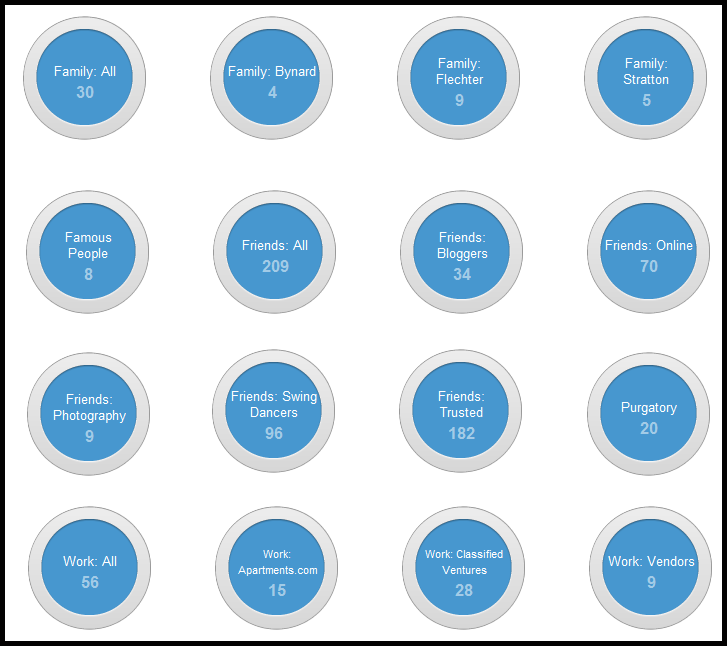 Family: All
30
Family: Bynard
4
Family:
Flechter
9
Family:
Stratton
5
Famous
People
8
Friends: All
209
Friends:
Bloggers
34
Friends: Online
70
Friends:
Photography
9
Friends: Swing
Dancers
96
Friends:
Trusted
182
Purgatory
20
Work: All
56
Work:
Apartments.com
15
Work: Classified
Ventures
28
Work: Vendors
9